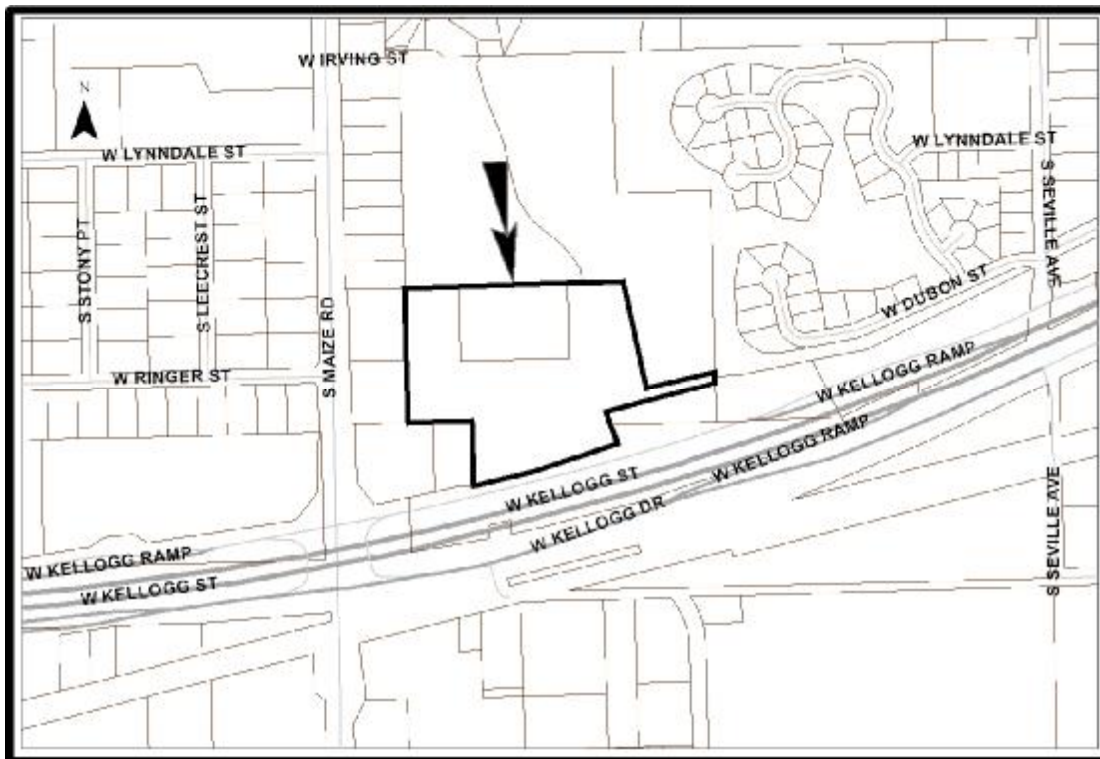 W IRVING ST
N
W LYNNDALE ST
W LYNNDALE ST
S SEVILLE AVE
S STONY PT
S LEECREST ST
S MAIZE RD
W DUBON ST
W RINGER ST
W KELLOGG RAMP
W KELLOGG RAMP
W KELLOGG ST
W KELLOGG DR
W KELLOGG RAMP
W KELLOGG ST
S SEVILLE AVE